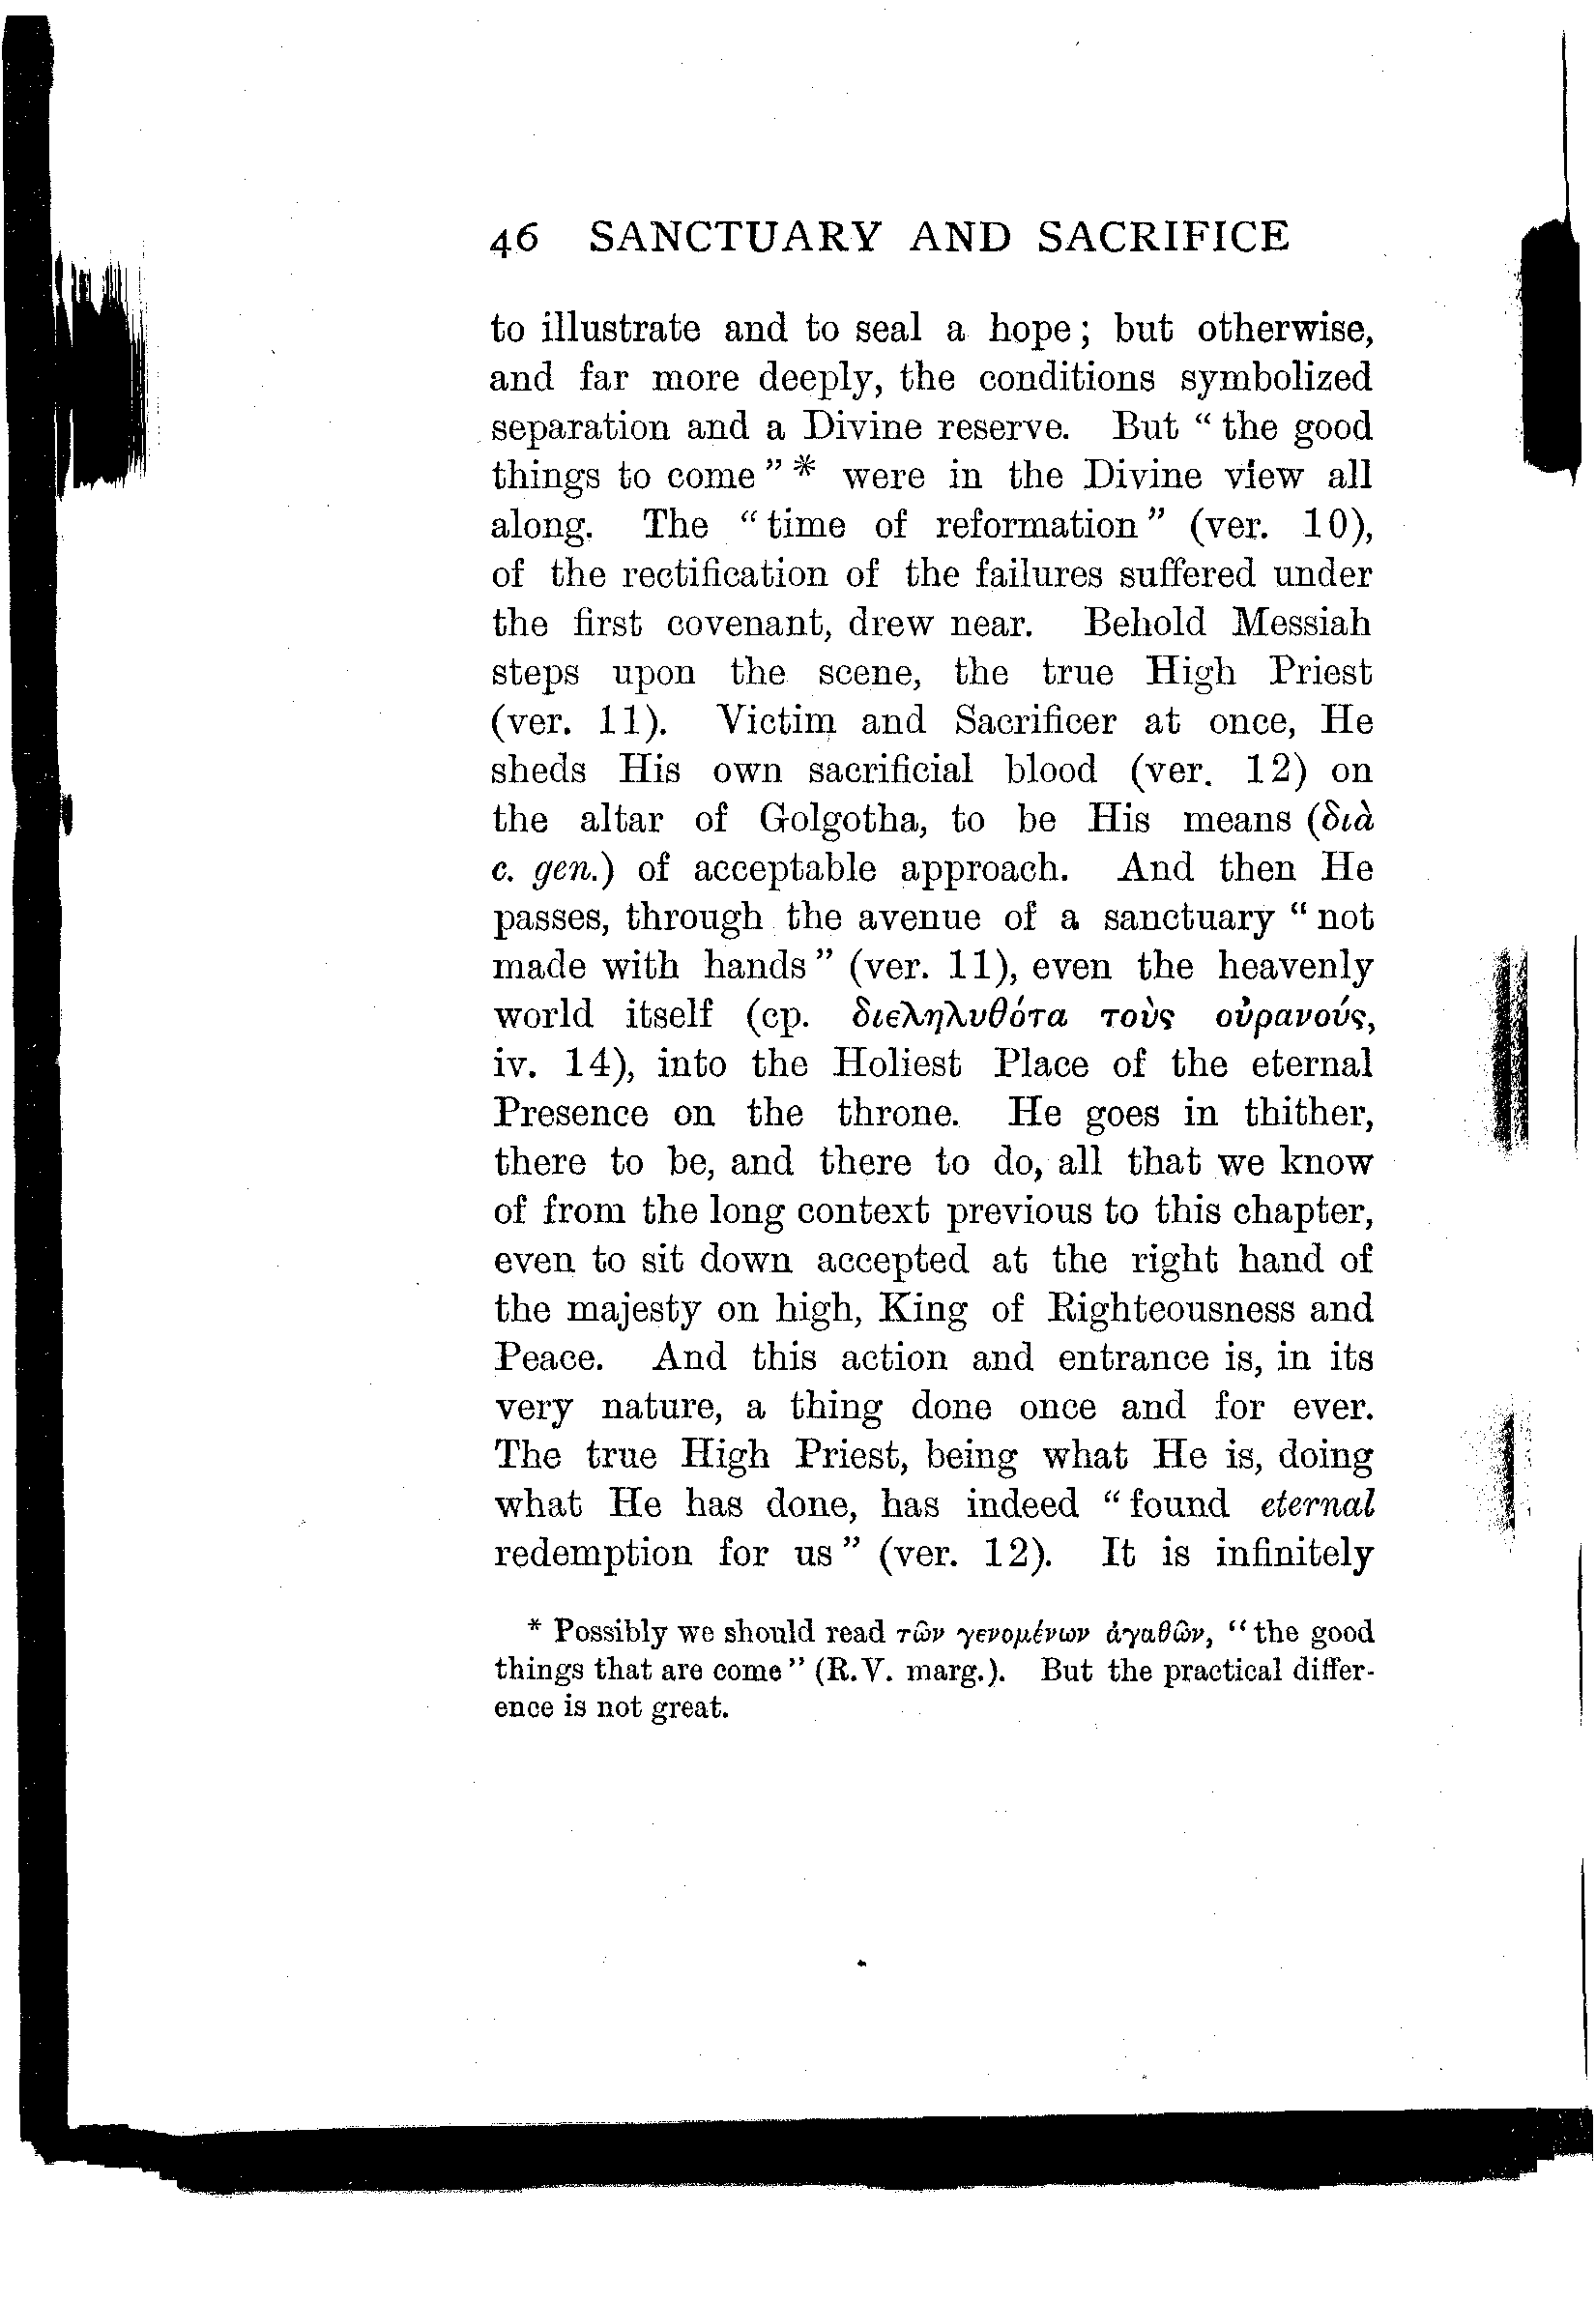 46 SANCTUARY AND SACRIFICE
to illustrate and to seal a hope; but otherwise,
and far more deeply, the conditions symbolized
separation and a Divine reserve. But “the good
things to come”* were in the Divine view all
along. The “time of reformation” (ver. 10),
of the rectification of the failures suffered under
the first covenant, drew near. Behold Messiah
steps upon the scene, the true High Priest
(ver. 11). Victim and Sacrificer at once, He
sheds His own sacrificial blood (ver. 12) on
the altar of Golgotha, to be His means (διὰ
c. gen.) of acceptable approach. And then He
passes, through the avenue of a sanctuary “not
made with hands” (ver. 11), even the heavenly
world itself (cp. διεληλυθότα τοὺς οὐρανούς,
iv. 14), into the Holiest Place of the eternal
Presence on the throne. He goes in thither,
there to be, and there to do, all that we know
of from the long context previous to this chapter,
even to sit down accepted at the right hand of
the majesty on high, King of Righteousness and
Peace. And this action and entrance is, in its
very nature, a thing done once and for ever.
The true High Priest, being what He is, doing
what He has done, has indeed “found eternal
redemption for us” (ver. 12). It is infinitely
* Possibly we should read τῶν γενομένων ἀγαθῶν, “the good
things that are come” (R.V. marg.). But the practical differ-
ence is not great.